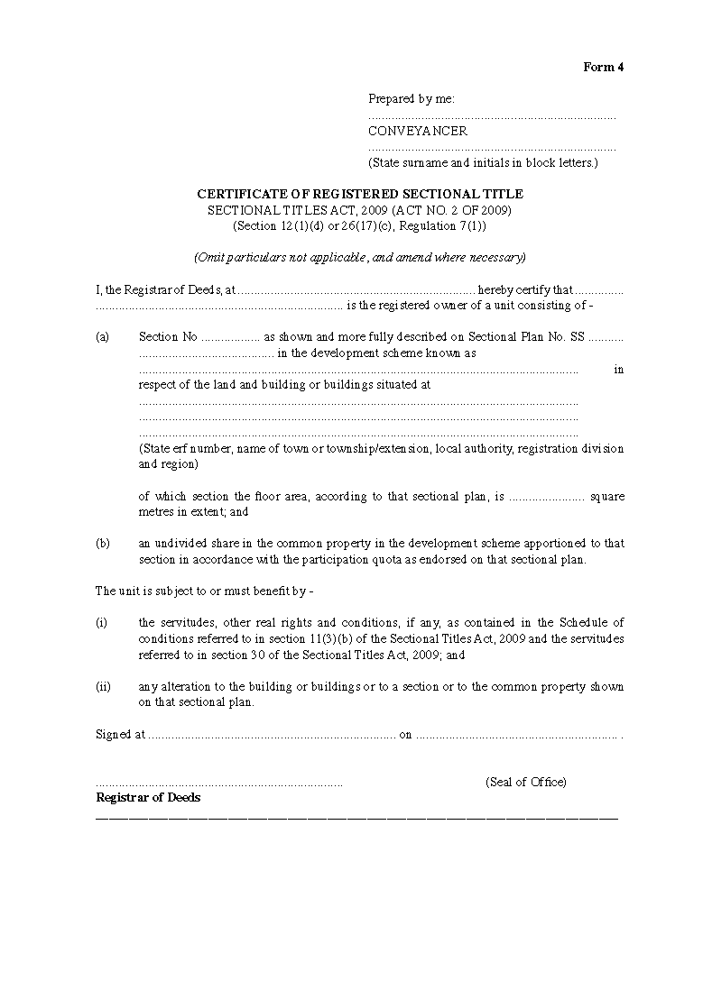 Form 4
Prepared by me:
...........................................................................
CONVEYANCER
...........................................................................
(State surname and initials in block letters.)
CERTIFICATE OF REGISTERED SECTIONAL TITLE
SECTIONAL TITLES ACT, 2009 (ACT NO. 2 OF 2009)
(Section 12(1)(d) or 26(17)(c), Regulation 7(1))
(Omit particulars not applicable, and amend where necessary)
I, the Registrar of Deeds, at ........................................................................ hereby certify that ...............
........................................................................... is the registered owner of a unit consisting of -
(a) Section No .................. as shown and more fully described on Sectional Plan No. SS ...........
......................................... in the development scheme known as
..................................................................................................................................... in
respect of the land and building or buildings situated at
.....................................................................................................................................
.....................................................................................................................................
.....................................................................................................................................
(State erf number, name of town or township/extension, local authority, registration division
and region)
of which section the floor area, according to that sectional plan, is ....................... square
metres in extent; and
(b) an undivided share in the common property in the development scheme apportioned to that
section in accordance with the participation quota as endorsed on that sectional plan.
The unit is subject to or must benefit by -
(i) the servitudes, other real rights and conditions, if any, as contained in the Schedule of
conditions referred to in section 11(3)(b) of the Sectional Titles Act, 2009 and the servitudes
referred to in section 30 of the Sectional Titles Act, 2009; and
(ii) any alteration to the building or buildings or to a section or to the common property shown
on that sectional plan.
Signed at ........................................................................... on ............................................................. .
........................................................................... (Seal of Office)
Registrar of Deeds